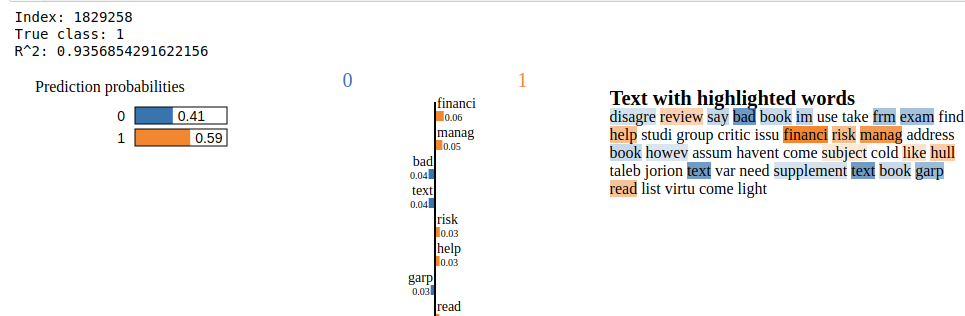 Index: 1829258
True class: 1
R^2: 0.9356854291622156
Prediction probabilities
0 0.41
1 0.59
0 1
financi
0.06
manag
0.05
bad
0.04
text
0.04
risk
0.03
help
0.03
garp
0.03
read
Text with highlighted words
disagre review say bad book im use take frm exam find
help studi group critic issu financi risk manag address
book howev assum havent come subject cold like hull
taleb jorion text var need supplement text book garp
read list virtu come light